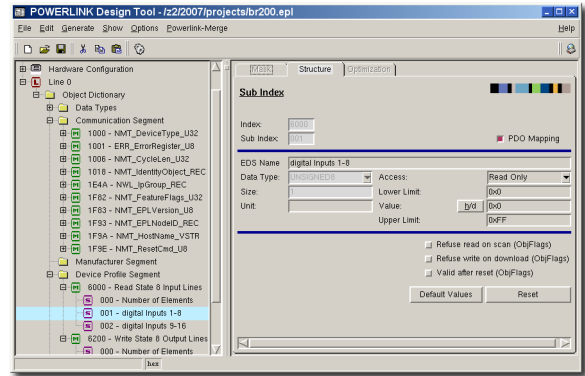 POWERLINK Design Tool - /z2/2007/projects/br200.epl
File Edit Generate Show Options Powerlink-Merge Help
Hardware Configuration
Line 0
Object Dictionary
Data Types
Communication Segment
1000 - NMT_DeviceType_U32
1001 - ERR_ErrorRegister_U8
1006 - NMT_CycleLen_U32
1018 - NMT_IdentityObject_REC
1E4A - NWL_IpGroup_REC
1F82 - NMT_FeatureFlags_U32
1F83 - NMT_EPLVersion_U8
1F93 - NMT_EPLNodeID_REC
1F9A - NMT_HostName_VSTR
1F9E - NMT_ResetCmd_U8
Manufacturer Segment
Device Profile Segment
6000 - Read State 8 Input Lines
000 - Number of Elements
001 - digital Inputs 1-8
002 - digital Inputs 9-16
6200 - Write State 8 Output Lines
000 - Number of Elements
Mask Structure Optimization
Sub Index
Index: 6000
Sub Index: 001
PDO Mapping
EDS Name digital Inputs 1-8
Data Type: UNSIGNED8 Access: Read Only
Size: 1 Lower Limit: 0x0
Unit: Value: h/d 0x0
Upper Limit: 0xFF
Refuse read on scan (ObjFlags)
Refuse write on download (ObjFlags)
Valid after reset (ObjFlags)
Default Values Reset
hex